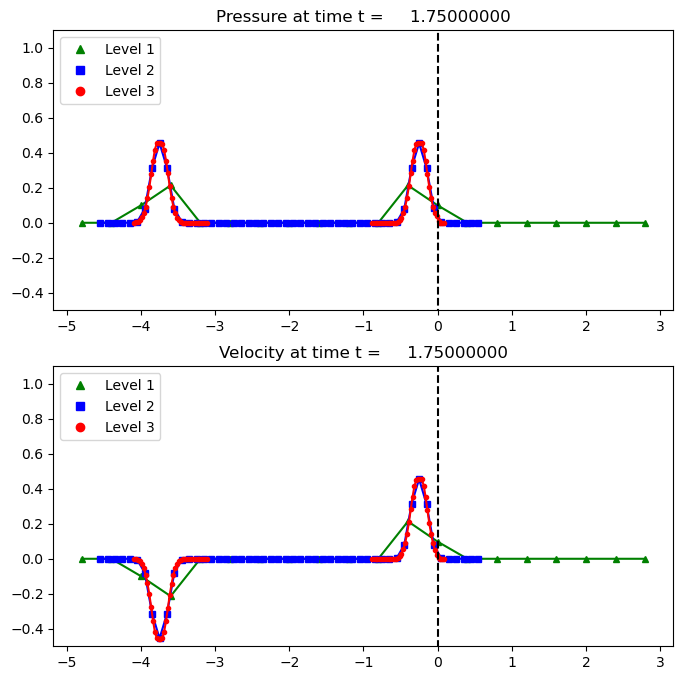 Pressure at time t = 1.75000000
1.0
0.8
0.6
0.4
0.2
0.0
−0.2
−0.4
Level 1
Level 2
Level 3
−5 −4 −3 −2 −1 0 1 2 3
Velocity at time t = 1.75000000
1.0
0.8
0.6
0.4
0.2
0.0
−0.2
−0.4
Level 1
Level 2
Level 3
−5 −4 −3 −2 −1 0 1 2 3